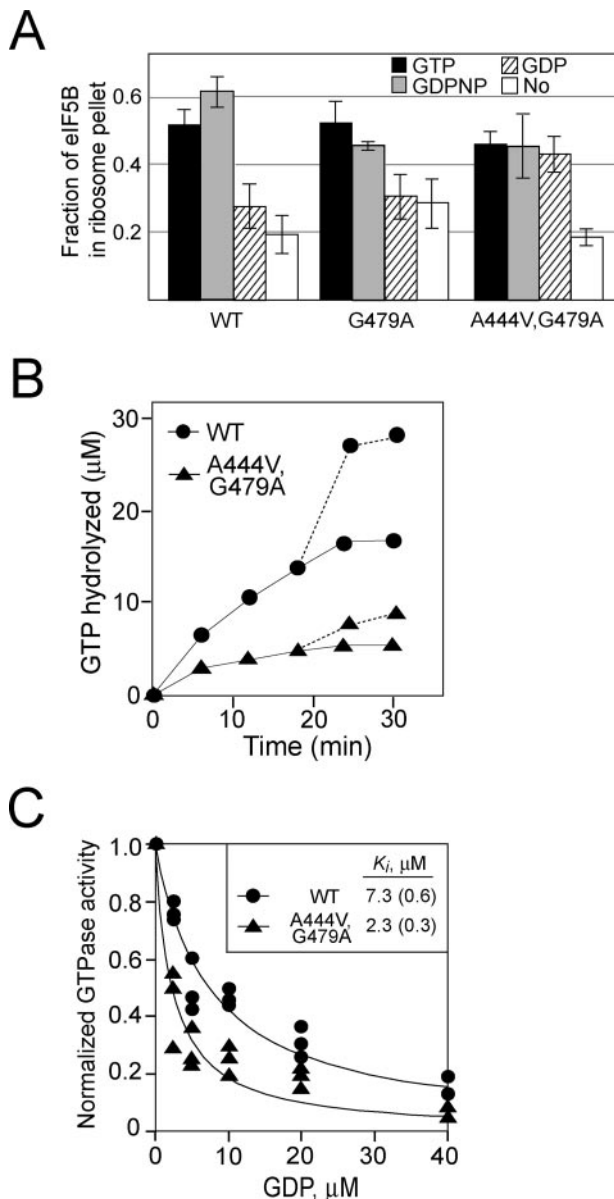 A
GTP GDP
GDPNP No
Fraction of eIF5B
in ribosome pellet
0.6
0.4
0.2
WT G479A A444V,G479A
B
WT
A444V,
G479A
GTP hydrolyzed (μM)
30
20
10
0
0 10 20 30
Time (min)
C
Normalized GTPase activity
1.0
0.8
0.6
0.4
0.2
0
Ki, μM
WT 7.3 (0.6)
A444V,
G479A 2.3 (0.3)
0 10 20 30 40
GDP, μM